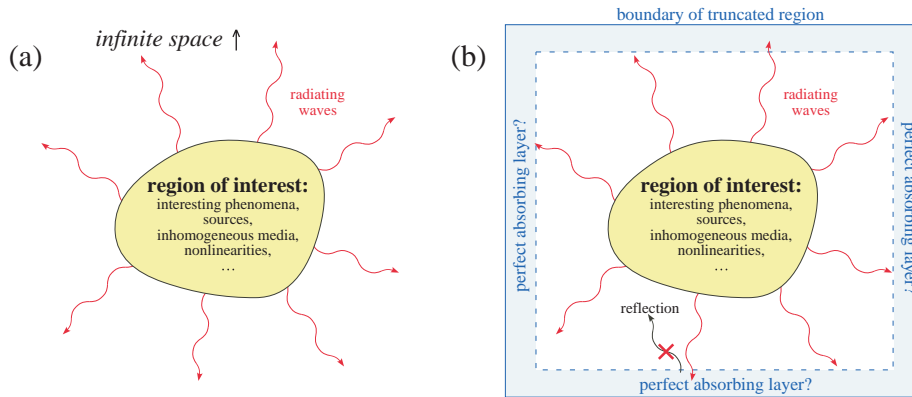 (a)
infinite space ↑
radiating
waves
region of interest:
interesting phenomena,
sources,
inhomogeneous media,
nonlinearities,
...
(b)
boundary of truncated region
perfect absorbing layer?
radiating
waves
perfect absorbing layer?
region of interest:
interesting phenomena,
sources,
inhomogeneous media,
nonlinearities,
...
reflection
perfect absorbing layer?